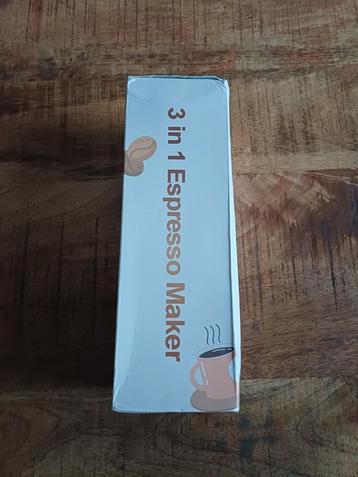 3 in 1 Espresso Maker